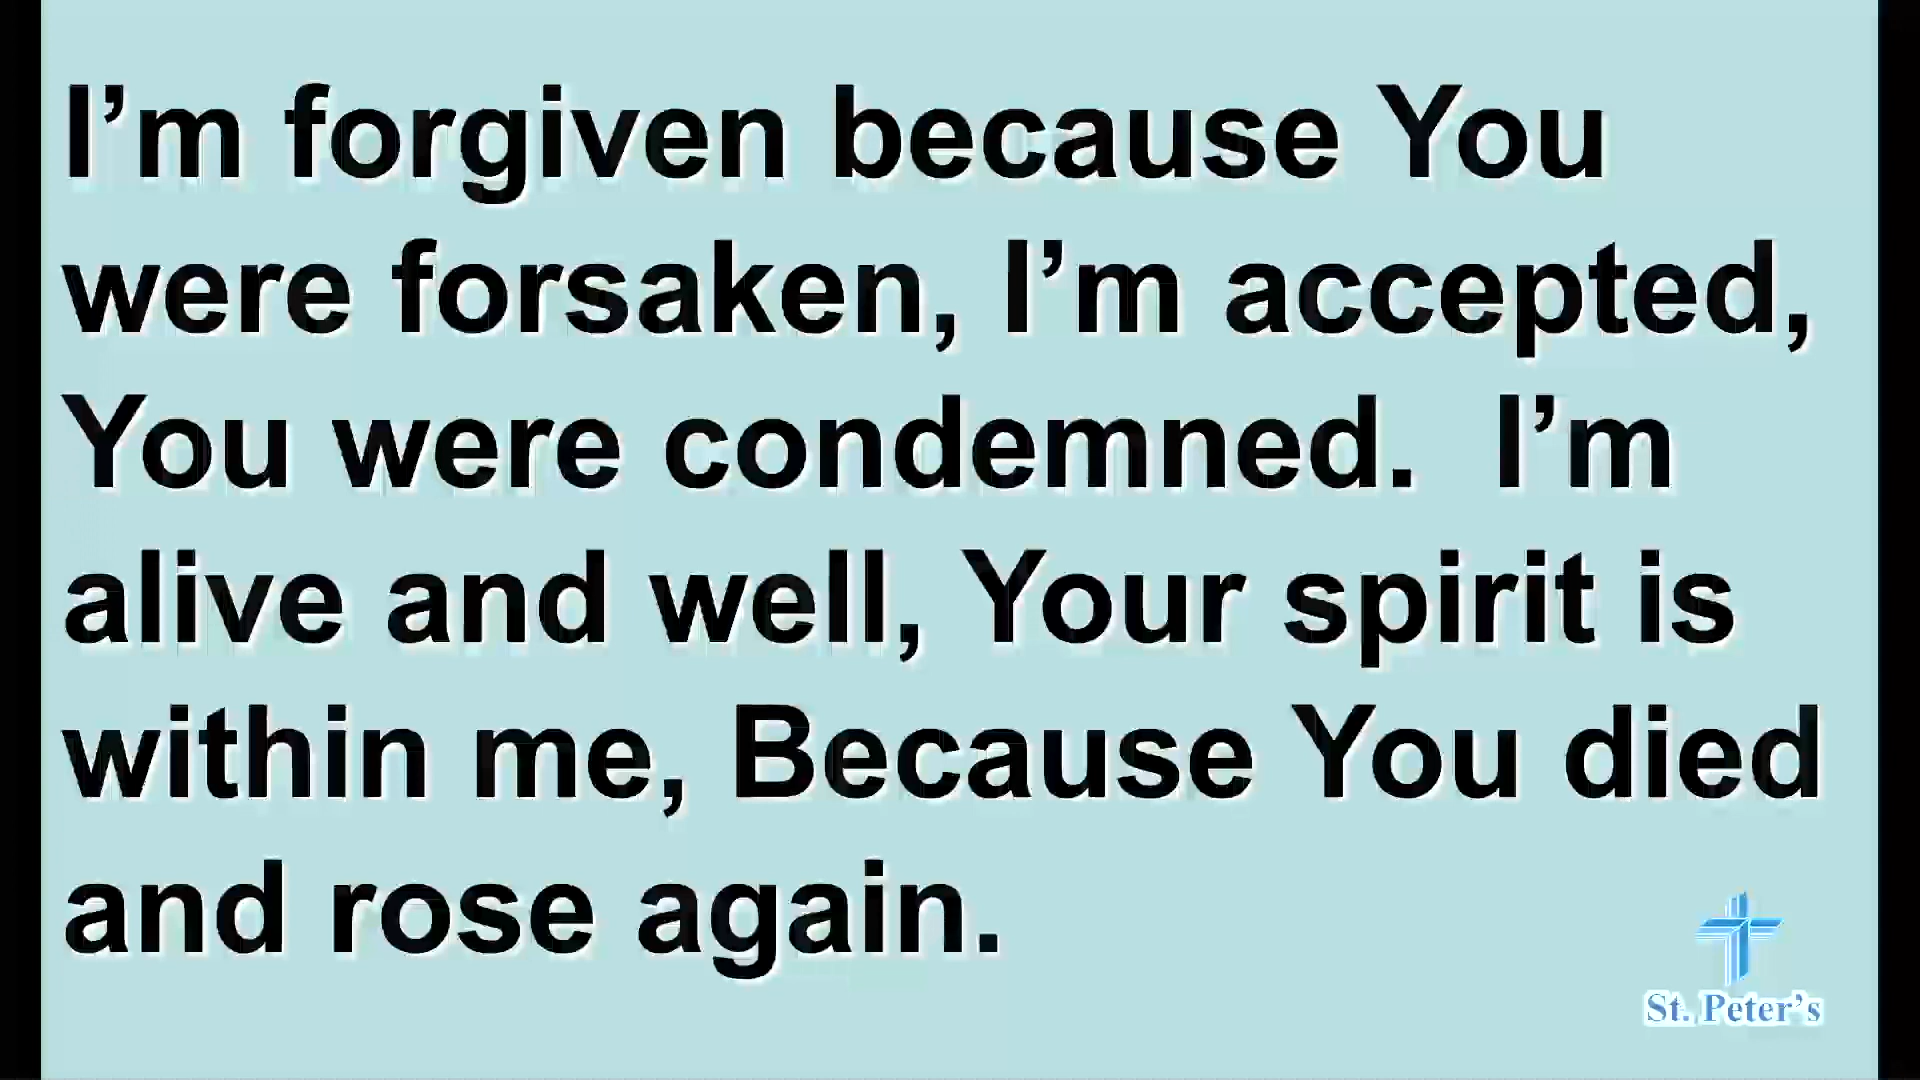 I’m forgiven because You
were forsaken, I’m accepted,
You were condemned.  I’m
alive and well, Your spirit is
within me, Because You died
and rose again.
St. Peter’s